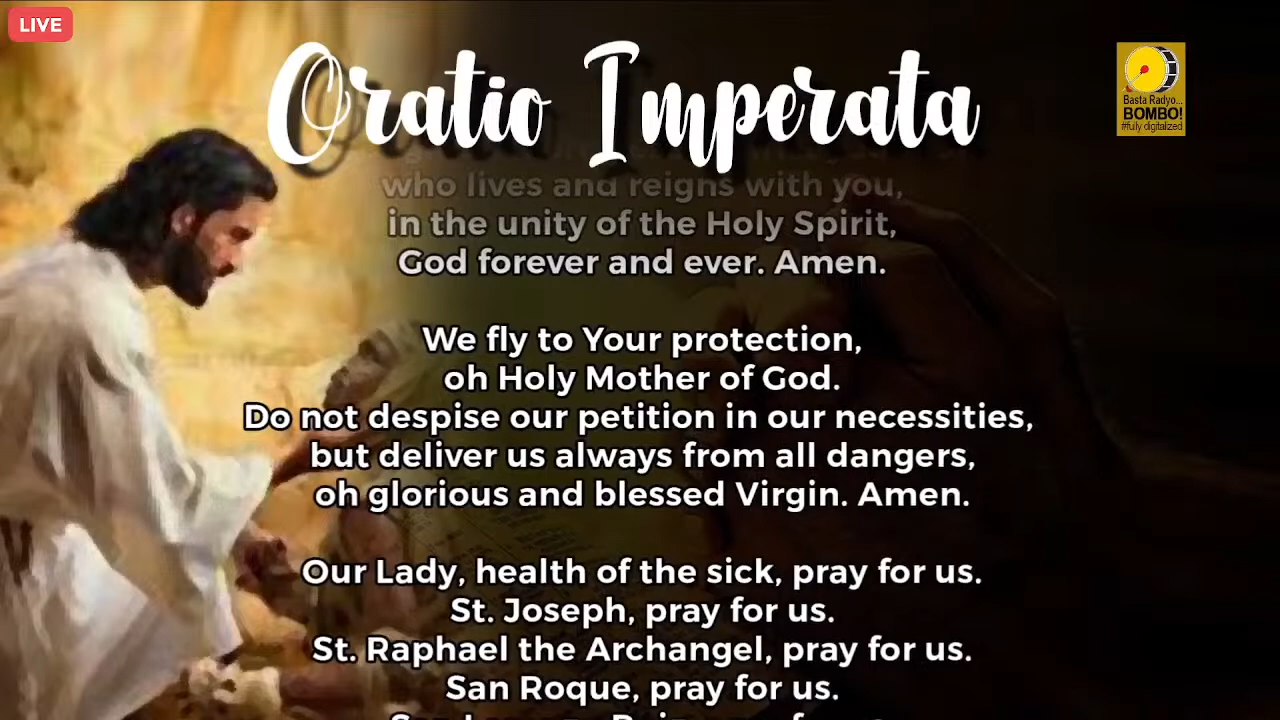 LIVE
Oratio Imperata
Basta Radyo...
BOMBO!
#fully digitalized
who lives and reigns with you,
in the unity of the Holy Spirit,
God forever and ever. Amen.
We fly to Your protection,
oh Holy Mother of God.
Do not despise our petition in our necessities,
but deliver us always from all dangers,
oh glorious and blessed Virgin. Amen.
Our Lady, health of the sick, pray for us.
St. Joseph, pray for us.
St. Raphael the Archangel, pray for us.
San Roque, pray for us.